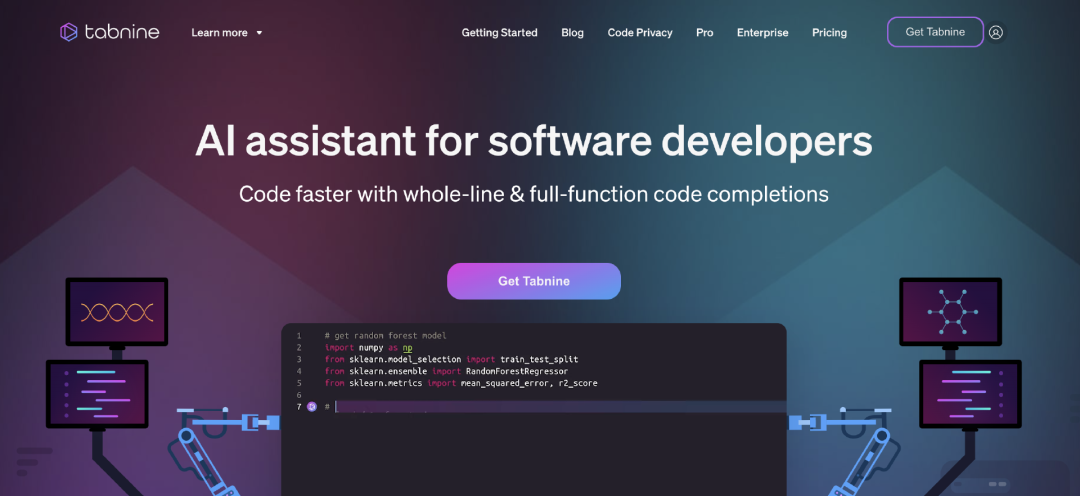 tabnine
Learn more
Getting Started
Blog
Code Privacy
Pro
Enterprise
Pricing
Get Tabnine
AI assistant for software developers
Code faster with whole-line & full-function code completions
Get Tabnine
1 # get random forest model
2 import numpy as np
3 from sklearn.model_selection import train_test_split
4 from sklearn.ensemble import RandomForestRegressor
5 from sklearn.metrics import mean_squared_error, r2_score
6
7 #